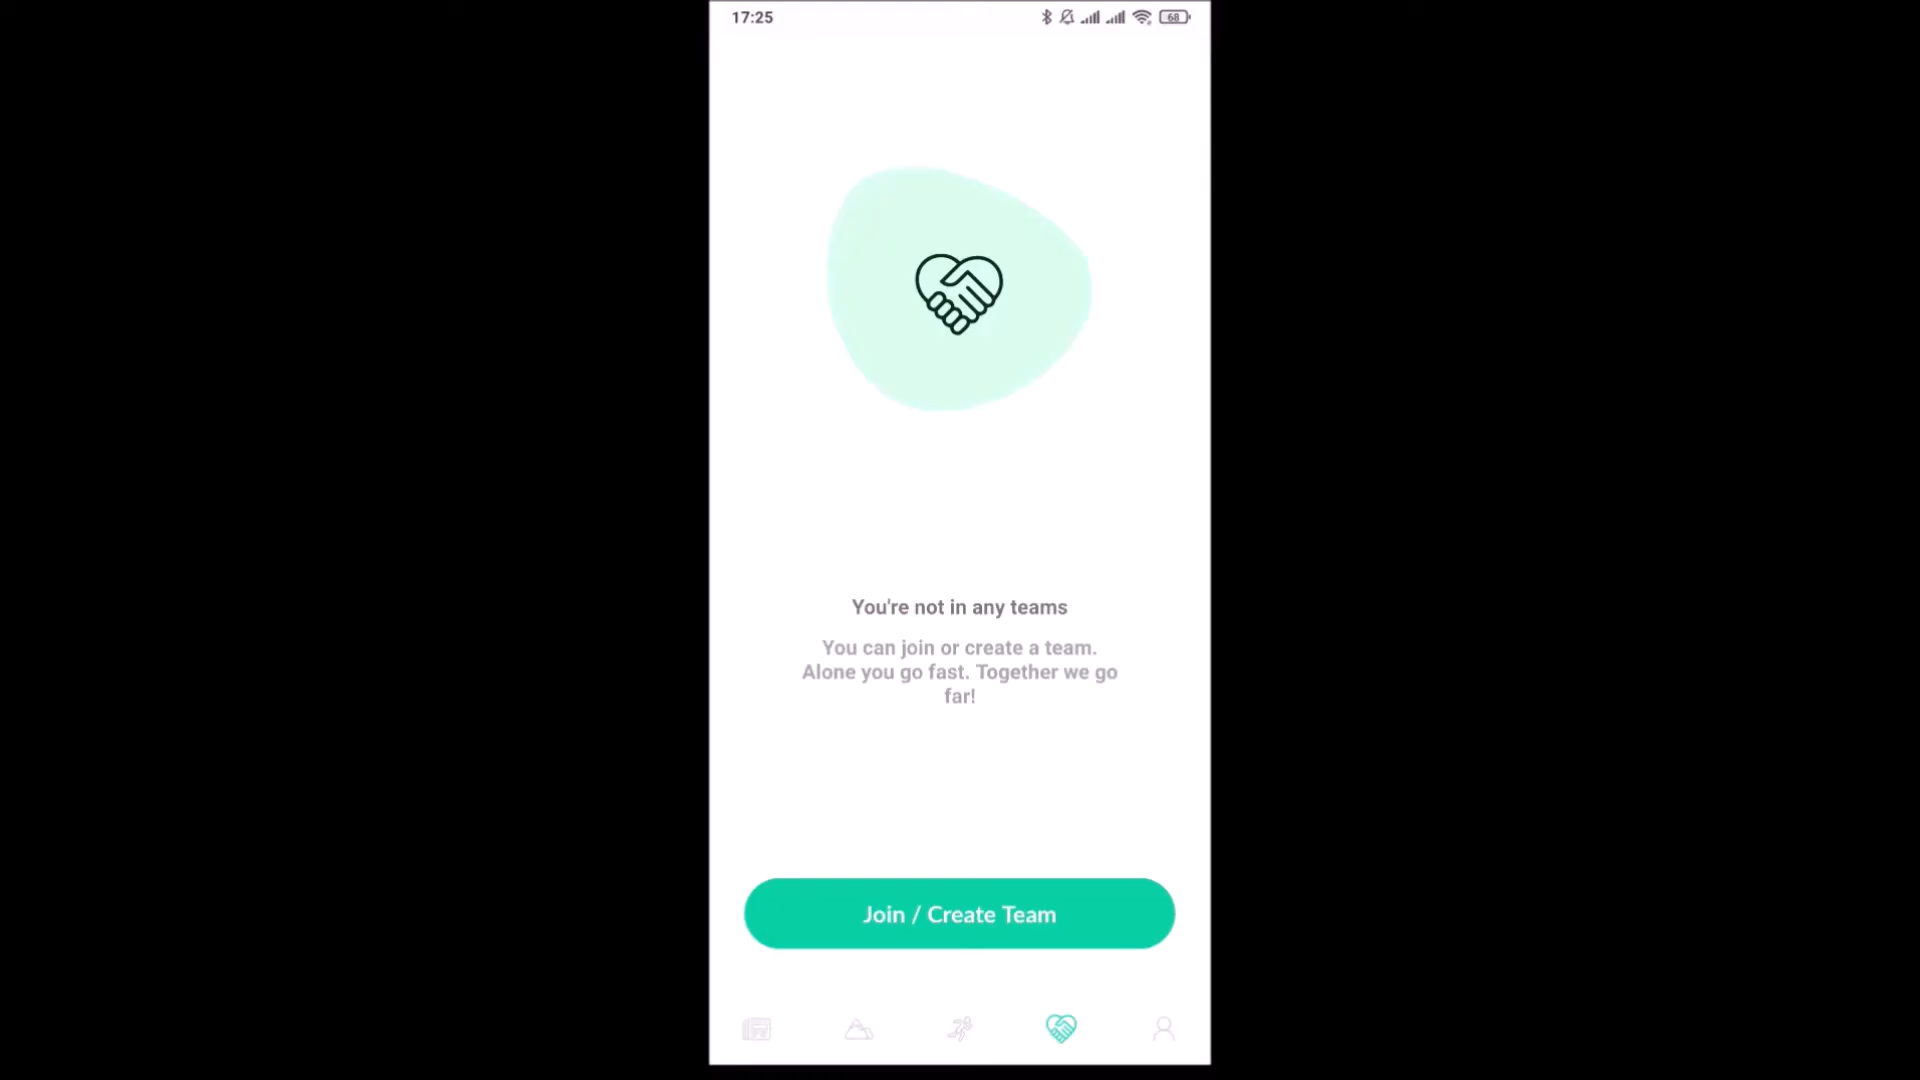 17:25
68
You're not in any teams
You can join or create a team.
Alone you go fast. Together we go
far!
Join / Create Team